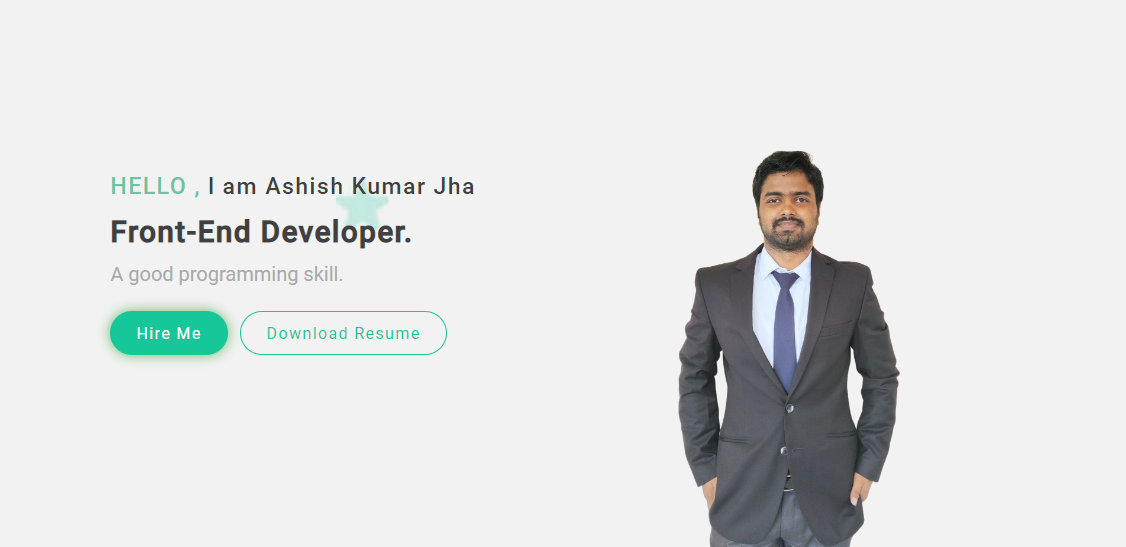 HELLO , I am Ashish Kumar Jha
Front-End Developer.
A good programming skill.
Hire Me
Download Resume